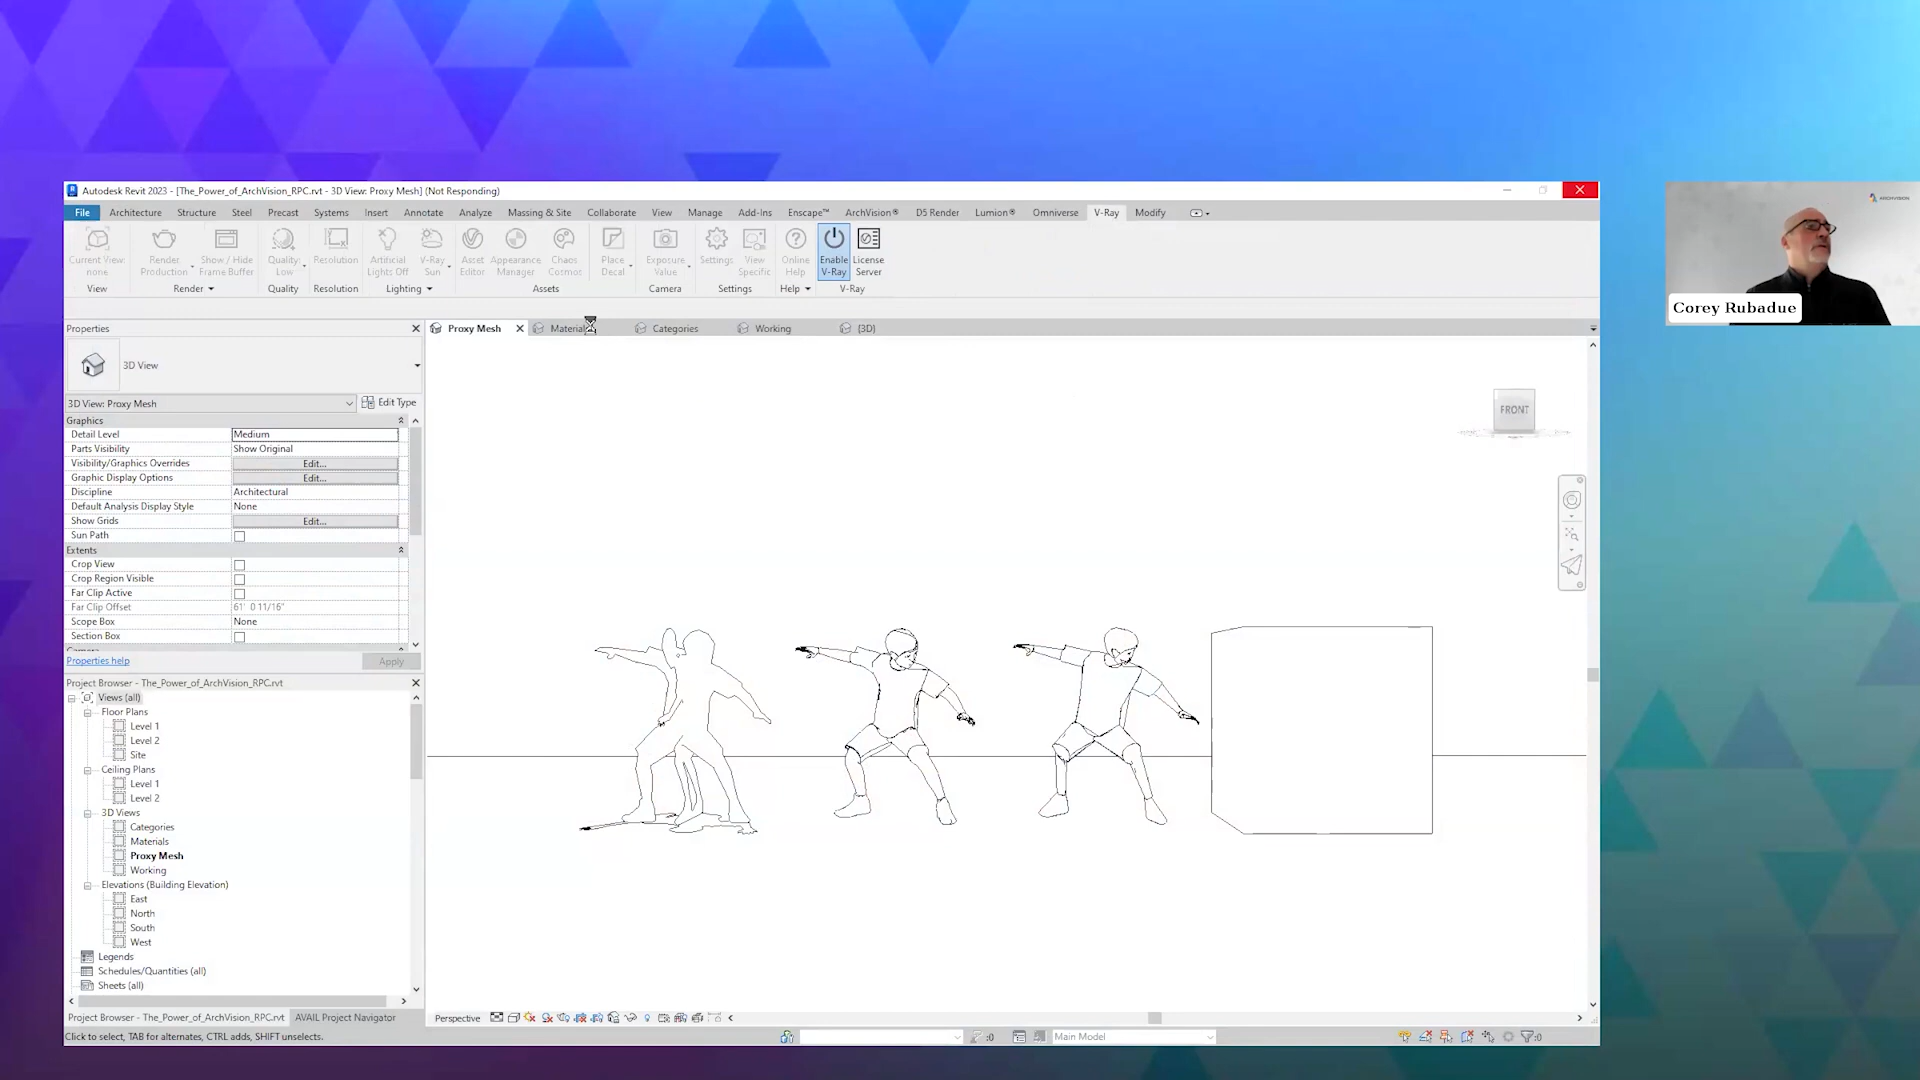 Autodesk Revit 2023 - [The_Power_of_ArchVision_RPC.rvt - 3D View: Proxy Mesh] (Not Responding)
File Architecture Structure Steel Precast Systems Insert Annotate Analyze Massing & Site Collaborate View Manage Add-Ins Enscape™ ArchVision® D5 Render Lumion® Omniverse V-Ray Modify
Current View: none
Render Production
Show / Hide Frame Buffer
Quality: Low
Resolution
Artificial Lights Off
V-Ray Sun
Asset Editor
Appearance Manager
Chaos Cosmos
Place Decal
Exposure Value
Settings
View Specific
Online Help
Enable V-Ray
License Server
View Render Quality Resolution Lighting Assets Camera Settings Help V-Ray
ARCHVISION
Corey Rubadue
Properties
Proxy Mesh Material Categories Working {3D}
3D View
3D View: Proxy Mesh Edit Type
Graphics
Detail Level Medium
Parts Visibility Show Original
Visibility/Graphics Overrides Edit...
Graphic Display Options Edit...
Discipline Architectural
Default Analysis Display Style None
Show Grids Edit...
Sun Path
Extents
Crop View
Crop Region Visible
Far Clip Active
Far Clip Offset 61' 0 11/16"
Scope Box None
Section Box
Properties help Apply
FRONT
Project Browser - The_Power_of_ArchVision_RPC.rvt
Views (all)
Floor Plans
Level 1
Level 2
Site
Ceiling Plans
Level 1
Level 2
3D Views
Categories
Materials
Proxy Mesh
Working
Elevations (Building Elevation)
East
North
South
West
Legends
Schedules/Quantities (all)
Sheets (all)
Project Browser - The_Power_of_ArchVision_RPC.rvt AVAIL Project Navigator
Perspective
Click to select, TAB for alternates, CTRL adds, SHIFT unselects.
:0
Main Model
:0